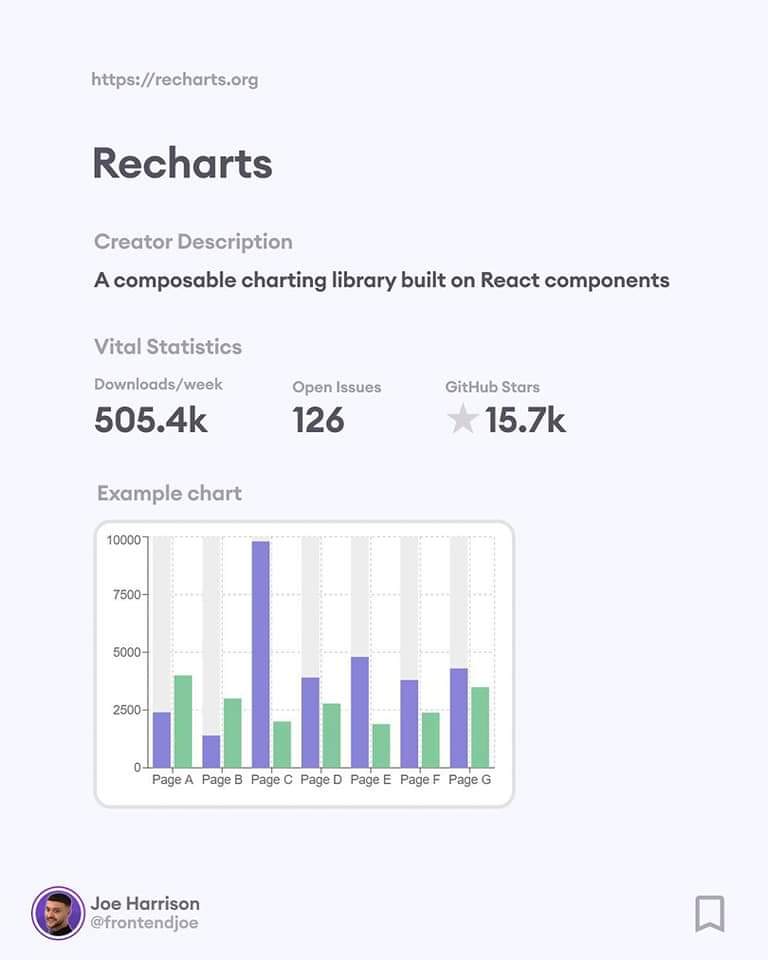 https://recharts.org
Recharts
Creator Description
A composable charting library built on React components
Vital Statistics
Downloads/week
505.4k
Open Issues
126
GitHub Stars
15.7k
Example chart
10000
7500
5000
2500
0
Page A Page B Page C Page D Page E Page F Page G
Joe Harrison
@frontendjoe